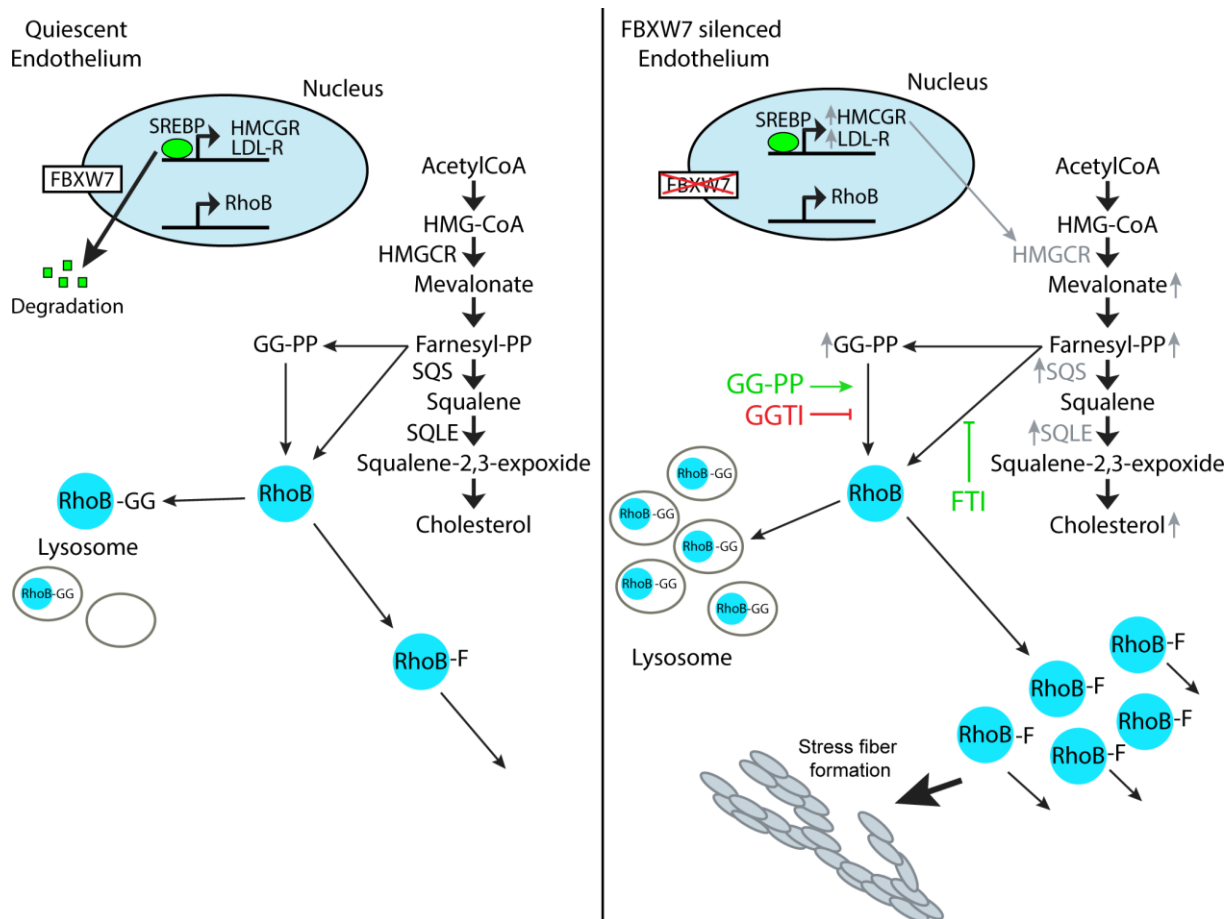 Quiescent
Endothelium
Nucleus
SREBP
HMCGR
LDL-R
FBXW7
RhoB
Degradation
AcetylCoA
HMG-CoA
HMGCR
Mevalonate
GG-PP
Farnesyl-PP
SQS
Squalene
SQLE
Squalene-2,3-expoxide
Cholesterol
RhoB-GG
RhoB
Lysosome
RhoB-GG
RhoB-F
FBXW7 silenced
Endothelium
Nucleus
SREBP
HMCGR
LDL-R
FBXW7
RhoB
AcetylCoA
HMG-CoA
HMGCR
Mevalonate
GG-PP
Farnesyl-PP
SQS
GG-PP
GGTI
Squalene
SQLE
Squalene-2,3-expoxide
FTI
Cholesterol
RhoB
RhoB-GG
RhoB-GG
RhoB-GG
RhoB-GG
RhoB-GG
Lysosome
RhoB-F
RhoB-F
RhoB-F
RhoB-F
RhoB-F
Stress fiber
formation